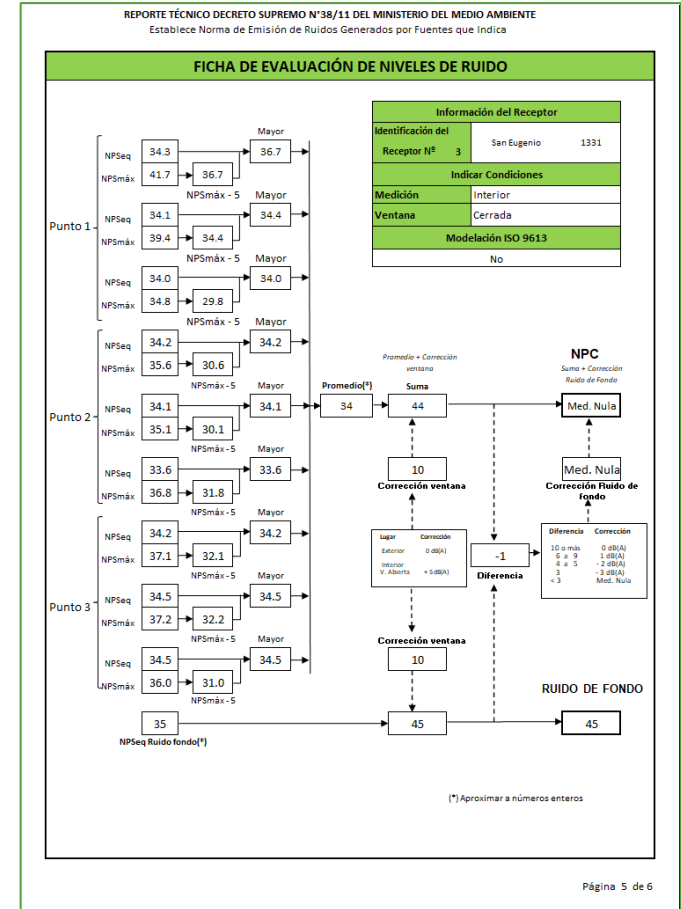 REPORTE TÉCNICO DECRETO SUPREMO N°38/11 DEL MINISTERIO DEL MEDIO AMBIENTE
Establece Norma de Emisión de Ruidos Generados por Fuentes que Indica
FICHA DE EVALUACIÓN DE NIVELES DE RUIDO
Información del Receptor
Identificación del
Receptor Nº 3
San Eugenio 1331
Indicar Condiciones
Medición Interior
Ventana Cerrada
Modelación ISO 9613
No
Punto 1
Mayor
NPSeq 34.3 36.7
NPSmáx 41.7 36.7
NPSmáx - 5 Mayor
NPSeq 34.1 34.4
NPSmáx 39.4 34.4
NPSmáx - 5 Mayor
NPSeq 34.0 34.0
NPSmáx 34.8 29.8
NPSmáx - 5 Mayor
Punto 2
NPSeq 34.2 34.2
NPSmáx 35.6 30.6
NPSmáx - 5 Mayor
NPSeq 34.1 34.1
NPSmáx 35.1 30.1
NPSmáx - 5 Mayor
NPSeq 33.6 33.6
NPSmáx 36.8 31.8
NPSmáx - 5 Mayor
Punto 3
NPSeq 34.2 34.2
NPSmáx 37.1 32.1
NPSmáx - 5 Mayor
NPSeq 34.5 34.5
NPSmáx 37.2 32.2
NPSmáx - 5 Mayor
NPSeq 34.5 34.5
NPSmáx 36.0 31.0
NPSmáx - 5
35
NPSeq Ruido fondo(*)
Promedio(*)
34
Promedio + Corrección
ventana
Suma
44
10
Corrección ventana
Lugar Corrección
Exterior 0 dB(A)
Interior
V. Abierta + 5 dB(A)
Corrección ventana
10
45
-1
Diferencia
NPC
Suma + Corrección
Ruido de Fondo
Med. Nula
Med. Nula
Corrección Ruido de
fondo
Diferencia Corrección
10 o más 0 dB(A)
6 a 9 1 dB(A)
4 a 5 - 2 dB(A)
3 - 3 dB(A)
< 3 Med. Nula
RUIDO DE FONDO
45
(*) Aproximar a números enteros
Página 5 de 6